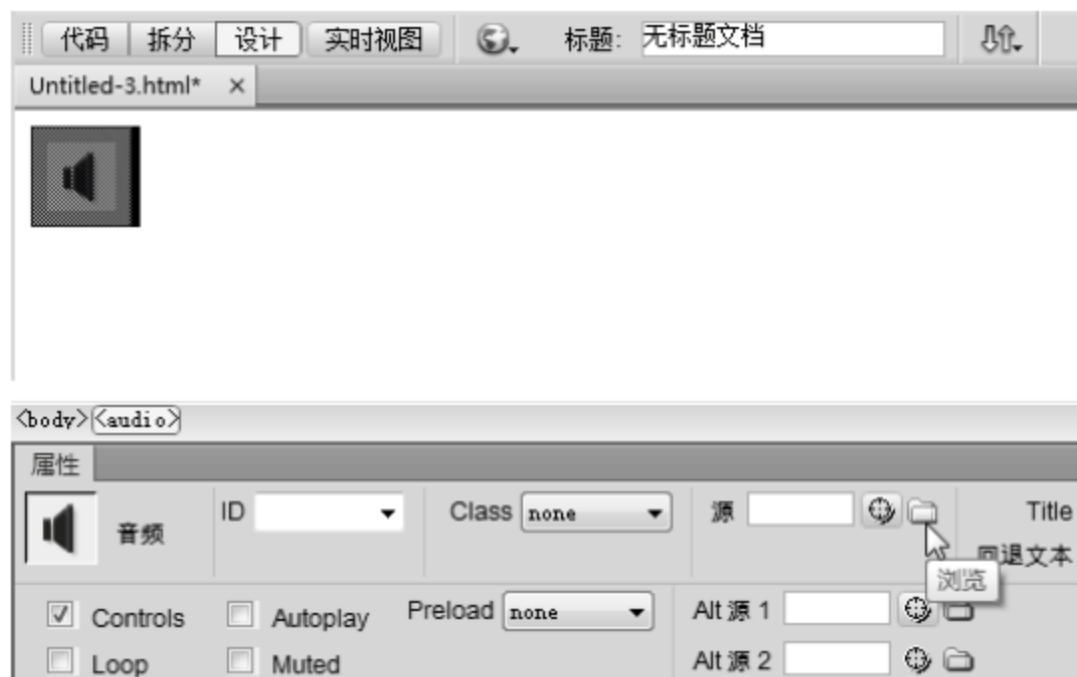 代码 拆分 设计 实时视图 标题: 无标题文档
Untitled-3.html* ×
<body><audio>
属性
音频 ID Class none 源 Title
回退文本
浏览
Controls Autoplay Preload none Alt 源 1
Loop Muted Alt 源 2